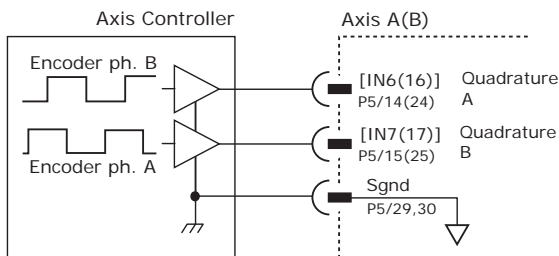 Axis Controller
Axis A(B)
Encoder ph. B
[IN6(16)] Quadrature
P5/14(24) A
Encoder ph. A
[IN7(17)] Quadrature
P5/15(25) B
Sgnd
P5/29,30